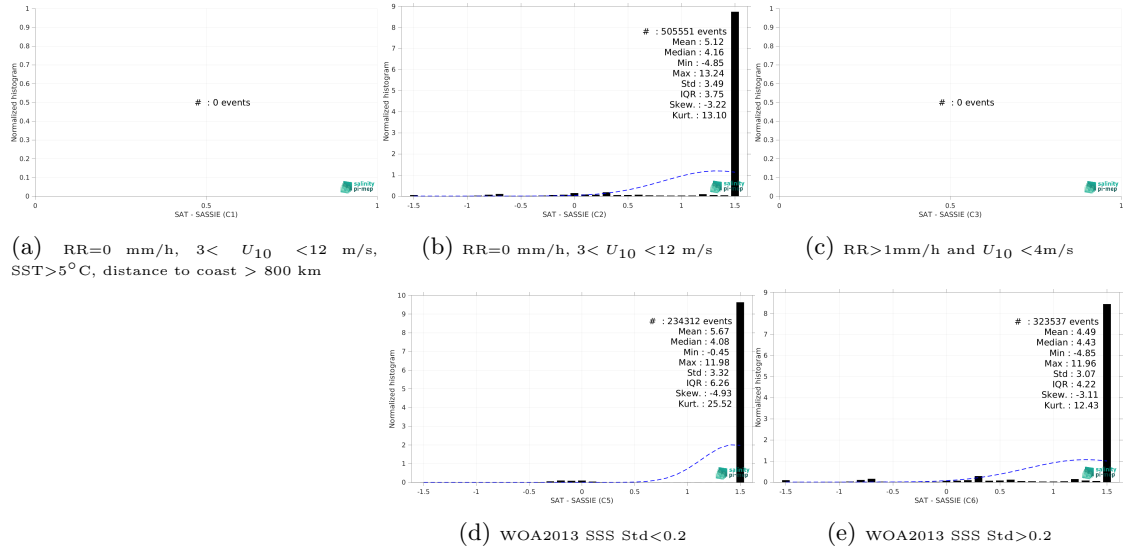 1
0.9
0.8
0.7
0.6
0.5
0.4
0.3
0.2
0.1
0
Normalized histogram
# : 0 events
0 0.5 1
SAT - SASSIE (C1)
salinity
pi-mep
(a) RR=0 mm/h, 3< U10 <12 m/s,
SST>5°C, distance to coast > 800 km
9
8
7
6
5
4
3
2
1
0
Normalized histogram
# : 505551 events
Mean : 5.12
Median : 4.16
Min : -4.85
Max : 13.24
Std : 3.49
IQR : 3.75
Skew. : -3.22
Kurt. : 13.10
-1.5 -1 -0.5 0 0.5 1 1.5
SAT - SASSIE (C2)
salinity
pi-mep
(b) RR=0 mm/h, 3< U10 <12 m/s
1
0.9
0.8
0.7
0.6
0.5
0.4
0.3
0.2
0.1
0
Normalized histogram
# : 0 events
0 0.5 1
SAT - SASSIE (C3)
salinity
pi-mep
(c) RR>1mm/h and U10 <4m/s
10
9
8
7
6
5
4
3
2
1
0
Normalized histogram
# : 234312 events
Mean : 5.67
Median : 4.08
Min : -0.45
Max : 11.98
Std : 3.32
IQR : 6.26
Skew. : -4.93
Kurt. : 25.52
-1.5 -1 -0.5 0 0.5 1 1.5
SAT - SASSIE (C5)
salinity
pi-mep
(d) WOA2013 SSS Std<0.2
9
8
7
6
5
4
3
2
1
0
Normalized histogram
# : 323537 events
Mean : 4.49
Median : 4.43
Min : -4.85
Max : 11.96
Std : 3.07
IQR : 4.22
Skew. : -3.11
Kurt. : 12.43
-1.5 -1 -0.5 0 0.5 1 1.5
SAT - SASSIE (C6)
salinity
pi-mep
(e) WOA2013 SSS Std>0.2